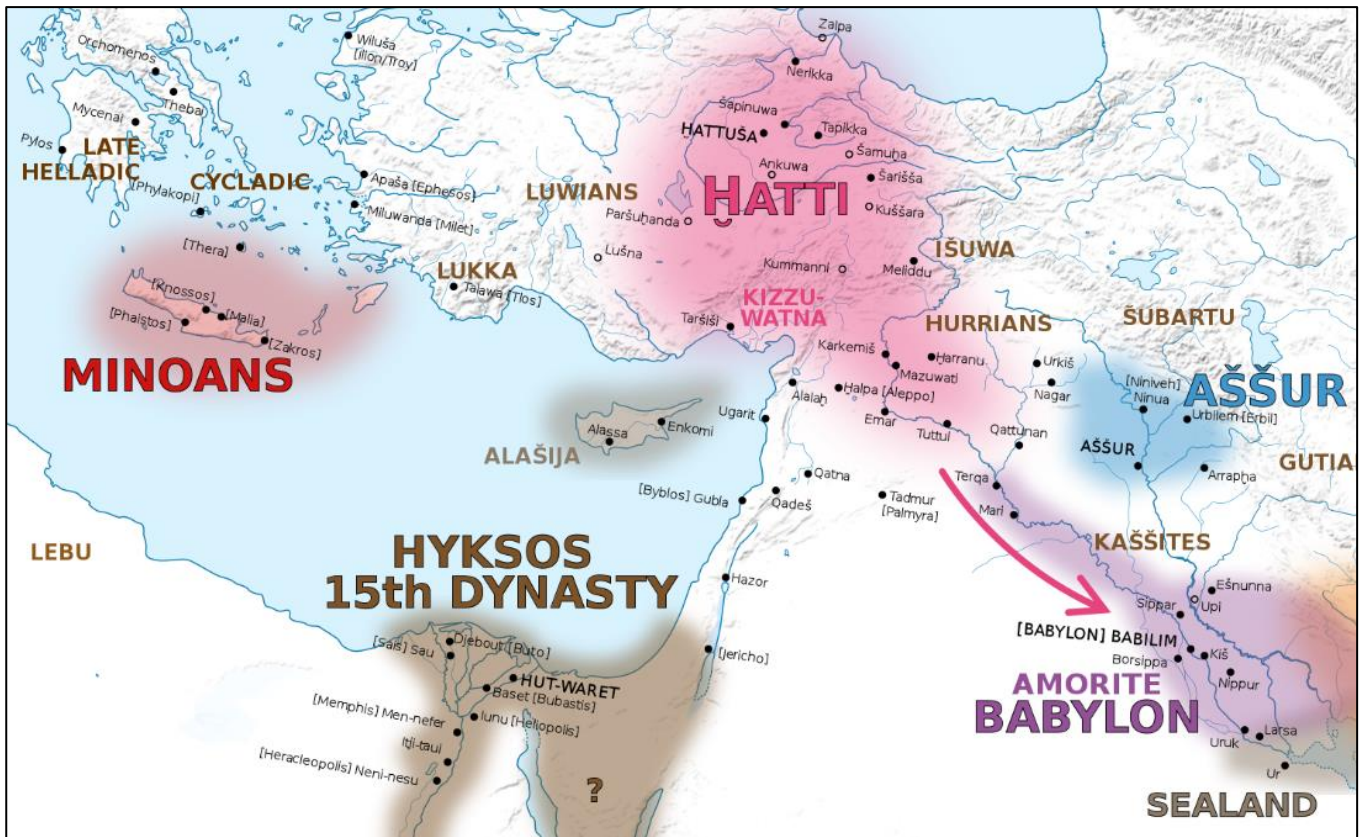 Zalpa
Orchomenos
Wiluša
[Ilion/Troy]
Nerikka
Thebai
Šapinuwa
Mycenai
HATTUŠA
Tapikka
Pylos
LATE
HELLADIC
Šamuḫa
Ankuwa
Apaša [Ephesos]
Šarišša
CYCLADIC
LUWIANS
[Phylakopi]
ḪATTI
Miluwanda [Milet]
Kuššara
Paršuḫanda
[Thera]
IŠUWA
Lušna
LUKKA
Kummanni
Meliddu
Talawa [Tlos]
[Knossos]
[Malia]
[Phaistos]
KIZZU-
WATNA
HURRIANS
ŠUBARTU
Taršiši
[Zakros]
Karkemiš
Ḫarranu
Urkiš
MINOANS
Mazuwati
[Niniveh]
Ninua
AŠŠUR
Alalaḫ
Ḫalpa [Aleppo]
Nagar
Urbilem [Erbil]
Ugarit
Emar
Enkomi
Alassa
Tuttul
Qattunan
AŠŠUR
ALAŠIJA
GUTIA
Qatna
Terqa
Arrapḫa
[Byblos] Gubla
Qadeš
Tadmur
[Palmyra]
Mari
LEBU
KAŠŠITES
HYKSOS
15th DYNASTY
Hazor
Ešnunna
Upi
Sippar
[BABYLON] BABILIM
Djebout [Buto]
[Sais] Sau
[Jericho]
Kiš
Borsippa
HUT-WARET
Baset [Bubastis]
Nippur
AMORITE
BABYLON
[Memphis] Men-nefer
Iunu [Heliopolis]
Itji-taui
Larsa
Uruk
[Heracleopolis] Neni-nesu
Ur
?
SEALAND